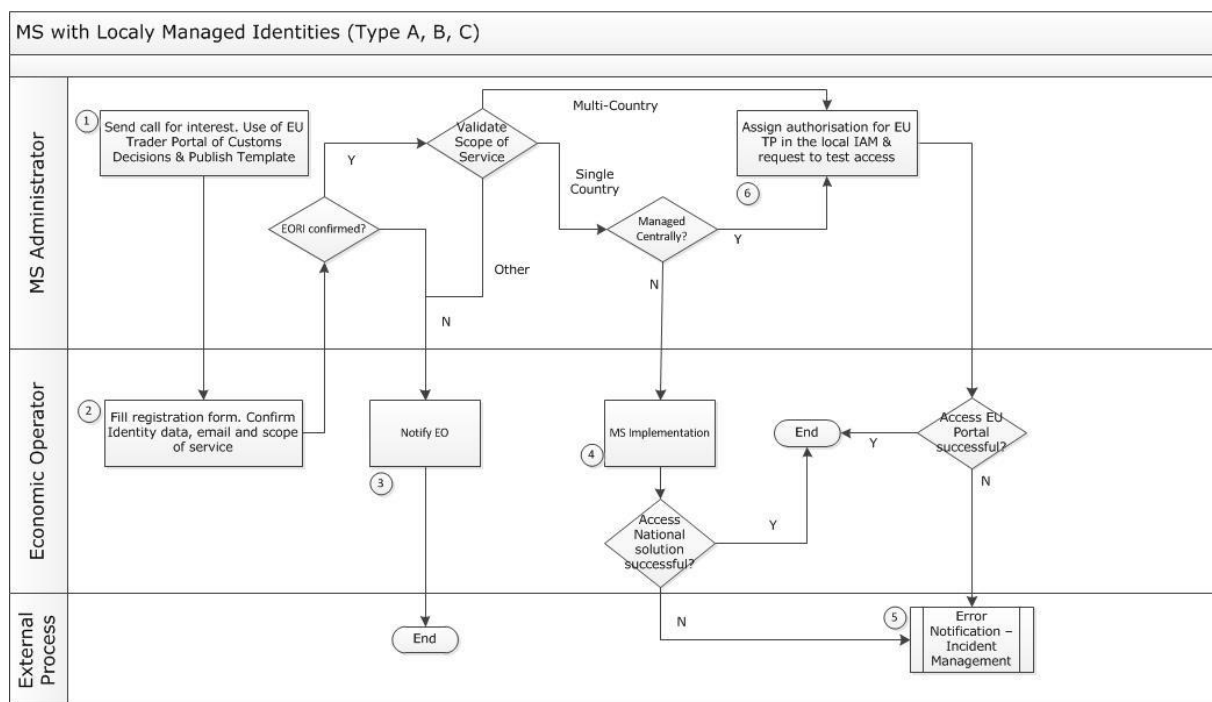 MS with Localy Managed Identities (Type A, B, C)
MS Administrator
1
Send call for interest. Use of EU
Trader Portal of Customs
Decisions & Publish Template
Y
EORI confirmed?
Validate
Scope of
Service
Multi-Country
Single
Country
Other
N
Managed
Centrally?
Y
N
Assign authorisation for EU
TP in the local IAM &
request to test access
6
Economic Operator
2
Fill registration form. Confirm
Identity data, email and scope
of service
Notify EO
3
MS Implementation
4
Access
National
solution
successful?
Y
End
Y
Access EU
Portal
successful?
N
External
Process
End
N
5
Error
Notification –
Incident
Management